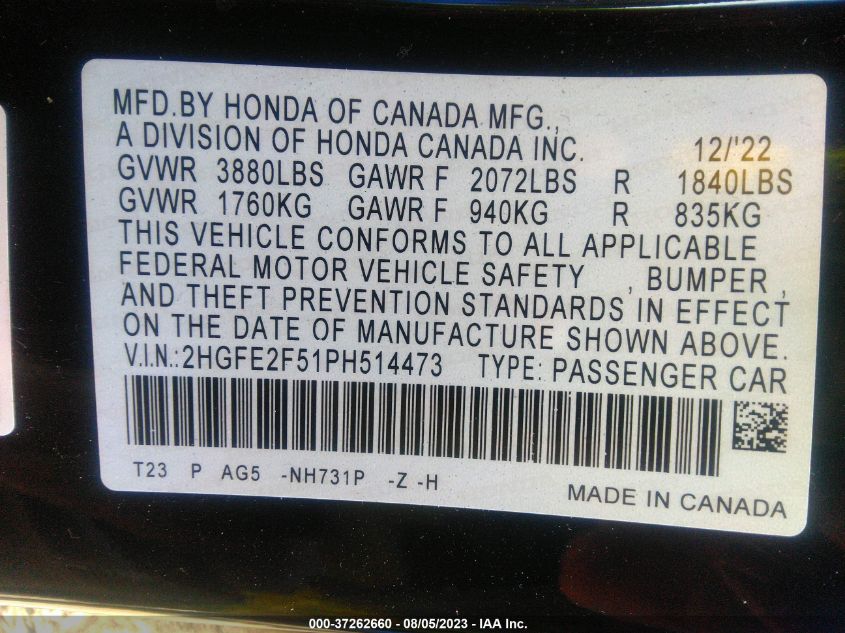 MFD.BY HONDA OF CANADA MFG.,
A DIVISION OF HONDA CANADA INC. 12/'22
GVWR 3880LBS GAWR F 2072LBS R 1840LBS
GVWR 1760KG GAWR F 940KG R 835KG
THIS VEHICLE CONFORMS TO ALL APPLICABLE
FEDERAL MOTOR VEHICLE SAFETY , BUMPER ,
AND THEFT PREVENTION STANDARDS IN EFFECT
ON THE DATE OF MANUFACTURE SHOWN ABOVE.
V.I.N.:2HGFE2F51PH514473 TYPE: PASSENGER CAR
T23 P AG5 -NH731P -Z -H
MADE IN CANADA
000-37262660 - 08/05/2023 - IAA Inc.